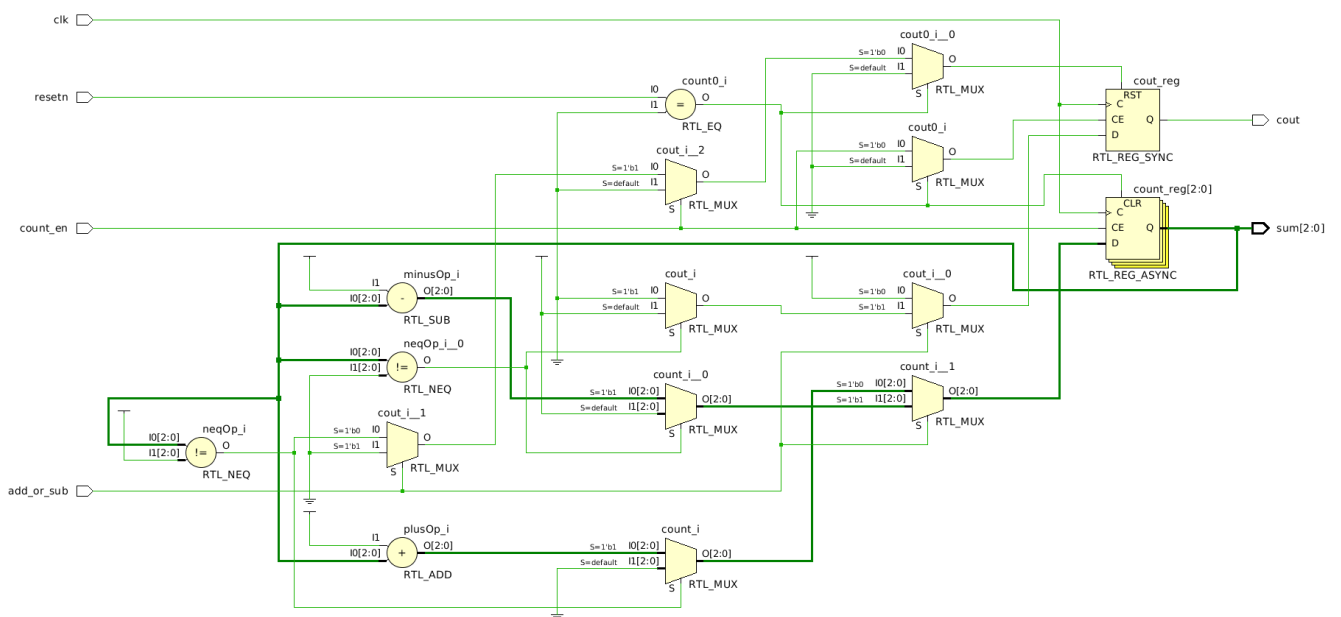 clk
cout0_i__0
S=1'b0 I0 O
S=default I1
S
RTL_MUX
count0_i
resetn
I0
I1
=
O
RTL_EQ
cout_reg
RST
C
CE Q
D
RTL_REG_SYNC
cout
cout0_i
S=1'b0 I0 O
S=default I1
S
RTL_MUX
cout_i__2
S=1'b1 I0 O
S=default I1
S
RTL_MUX
count_reg[2:0]
CLR
C
CE Q
D
RTL_REG_ASYNC
count_en
sum[2:0]
minusOp_i
I1
I0[2:0]
-
O[2:0]
RTL_SUB
cout_i
S=1'b1 I0 O
S=default I1
S
RTL_MUX
cout_i__0
S=1'b0 I0 O
S=1'b1 I1
S
RTL_MUX
neqOp_i__0
I0[2:0]
I1[2:0]
!=
O
RTL_NEQ
count_i__0
S=1'b1 I0[2:0] O[2:0]
S=default I1[2:0]
S
RTL_MUX
count_i__1
S=1'b0 I0[2:0] O[2:0]
S=1'b1 I1[2:0]
S
RTL_MUX
cout_i__1
S=1'b0 I0 O
S=1'b1 I1
S
RTL_MUX
neqOp_i
I0[2:0]
I1[2:0]
!=
O
RTL_NEQ
add_or_sub
plusOp_i
I1
I0[2:0]
+
O[2:0]
RTL_ADD
count_i
S=1'b1 I0[2:0] O[2:0]
S=default I1[2:0]
S
RTL_MUX